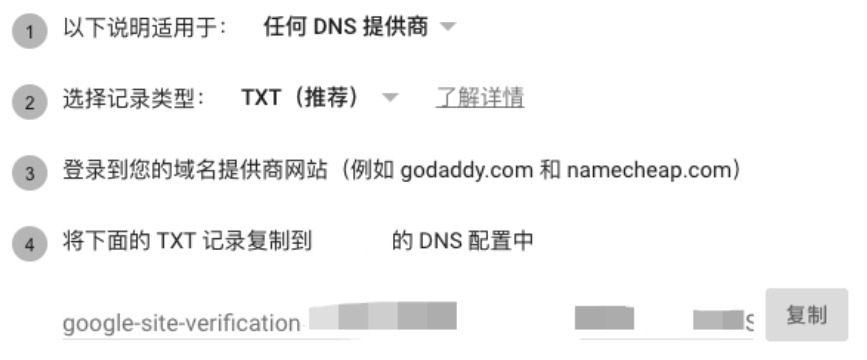 1 以下说明适用于： 任何 DNS 提供商
2 选择记录类型： TXT（推荐） 了解详情
3 登录到您的域名提供商网站（例如 godaddy.com 和 namecheap.com）
4 将下面的 TXT 记录复制到 的 DNS 配置中
google-site-verification 复制